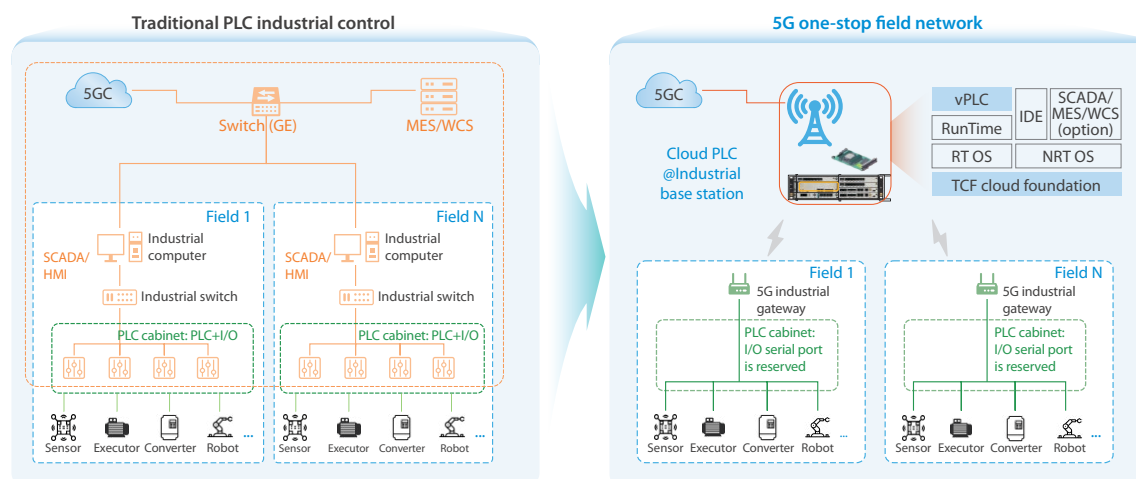 Traditional PLC industrial control
5GC
Switch (GE)
MES/WCS
Field 1
Industrial
computer
SCADA/
HMI
Industrial switch
PLC cabinet: PLC+I/O
Sensor
Executor
Converter
Robot
...
Field N
Industrial
computer
SCADA/
HMI
Industrial switch
PLC cabinet: PLC+I/O
Sensor
Executor
Converter
Robot
...
5G one-stop field network
5GC
Cloud PLC
@Industrial
base station
vPLC
RunTime
IDE
SCADA/
MES/WCS
(option)
RT OS
NRT OS
TCF cloud foundation
Field 1
5G industrial
gateway
PLC cabinet:
I/O serial port
is reserved
Sensor
Executor
Converter
Robot
...
Field N
5G industrial
gateway
PLC cabinet:
I/O serial port
is reserved
Sensor
Executor
Converter
Robot
...